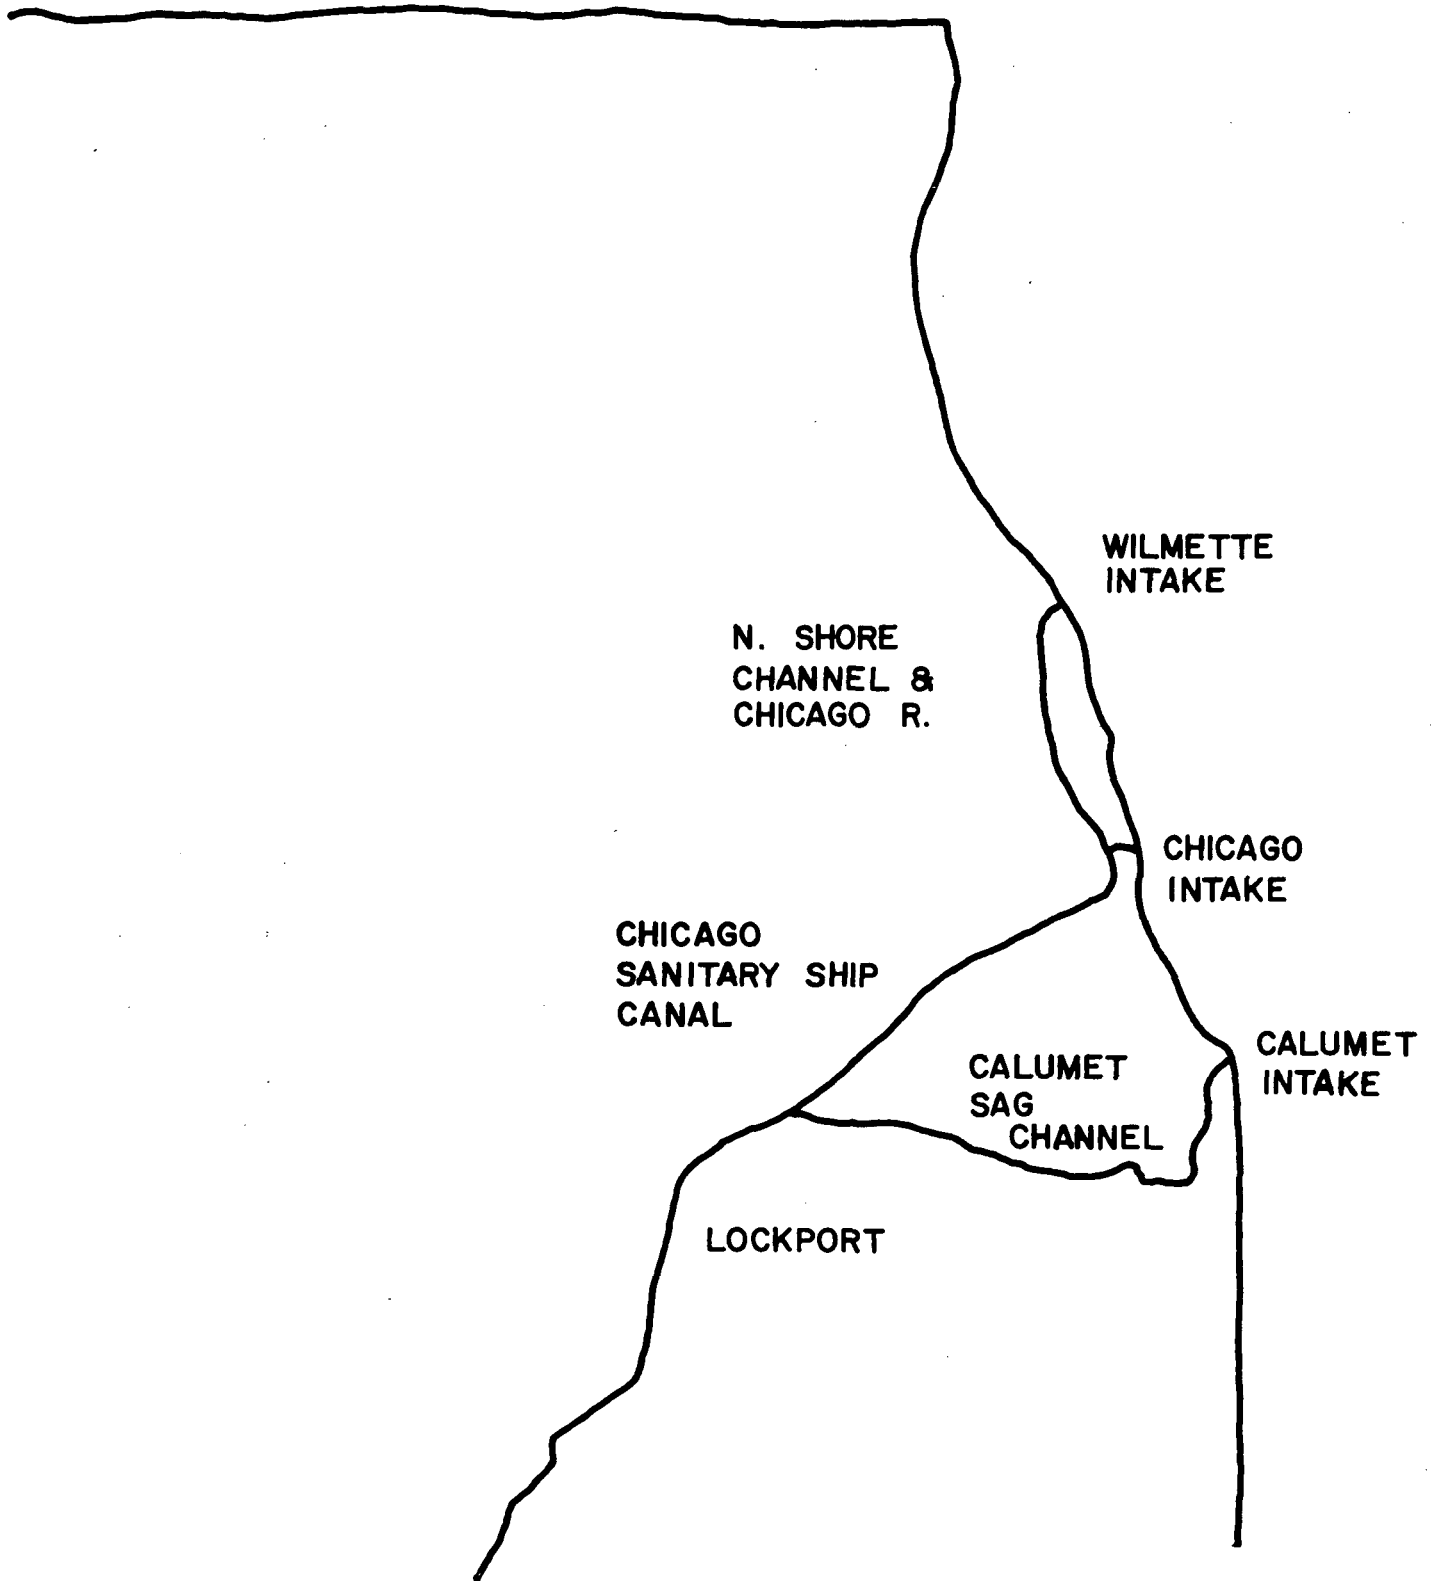 WILMETTE
INTAKE
N. SHORE
CHANNEL &
CHICAGO R.
CHICAGO
INTAKE
CHICAGO
SANITARY SHIP
CANAL
CALUMET
INTAKE
CALUMET
SAG
CHANNEL
LOCKPORT